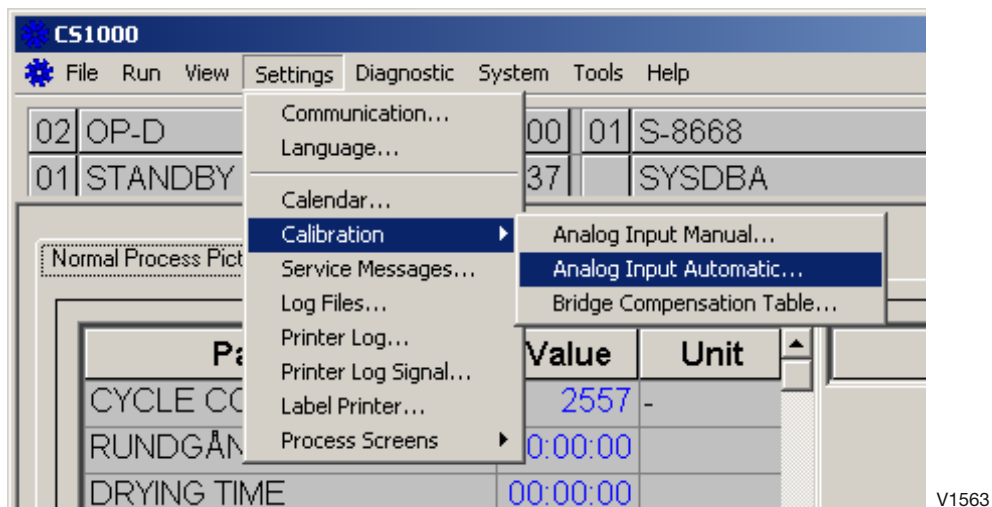 CS1000
File Run View Settings Diagnostic System Tools Help
02 OP-D 00 01 S-8668
01 STANDBY 37 SYSDBA
Communication...
Language...
Calendar...
Calibration
Service Messages...
Log Files...
Printer Log...
Printer Log Signal...
Label Printer...
Process Screens
Analog Input Manual...
Analog Input Automatic...
Bridge Compensation Table...
Normal Process Pict
Pa Value Unit
CYCLE CO 2557 -
RUNDGÅN 00:00:00
DRYING TIME 00:00:00
V1563